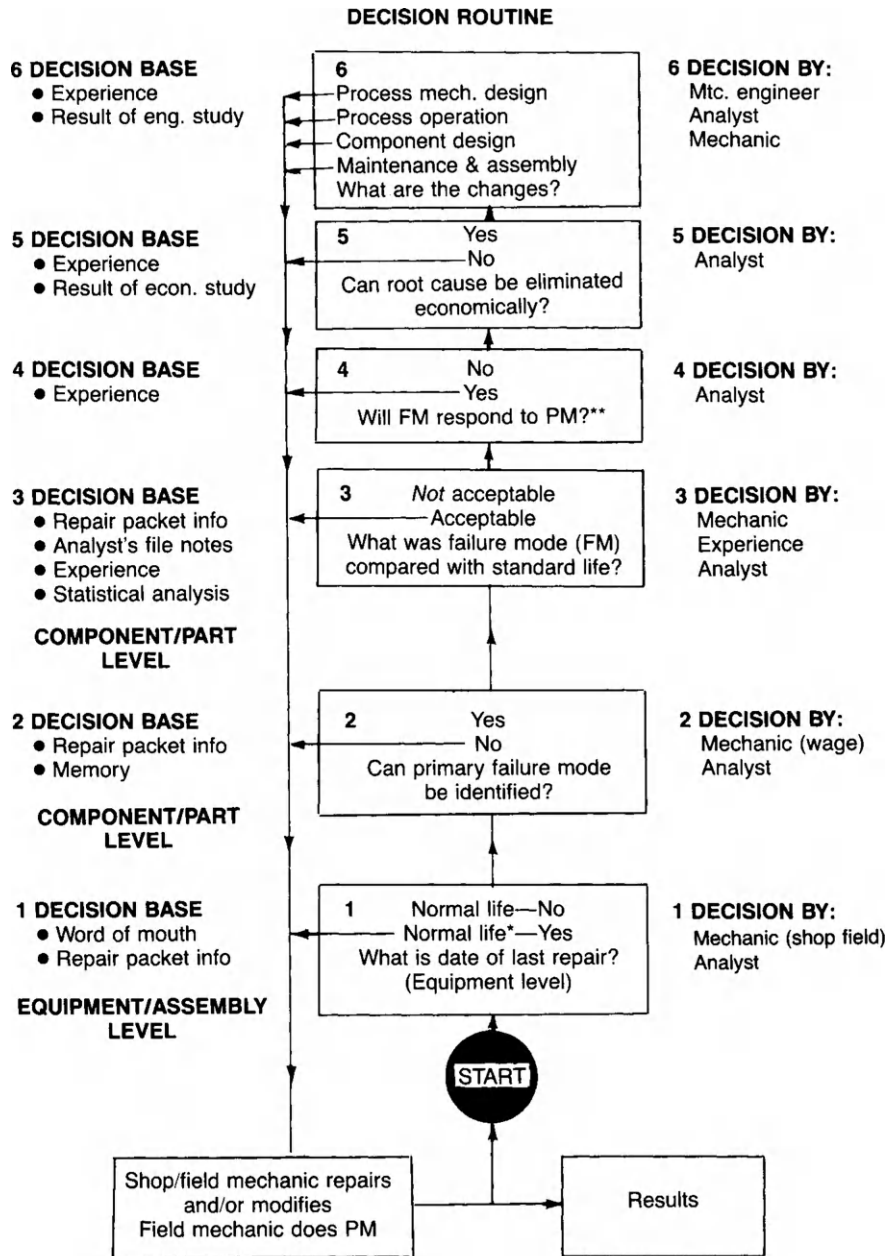 DECISION ROUTINE
6 DECISION BASE
● Experience
● Result of eng. study
6
Process mech. design
Process operation
Component design
Maintenance & assembly
What are the changes?
6 DECISION BY:
Mtc. engineer
Analyst
Mechanic
5 DECISION BASE
● Experience
● Result of econ. study
5 Yes
No
Can root cause be eliminated
economically?
5 DECISION BY:
Analyst
4 DECISION BASE
● Experience
4 No
Yes
Will FM respond to PM?**
4 DECISION BY:
Analyst
3 DECISION BASE
● Repair packet info
● Analyst's file notes
● Experience
● Statistical analysis
3 Not acceptable
Acceptable
What was failure mode (FM)
compared with standard life?
3 DECISION BY:
Mechanic
Experience
Analyst
COMPONENT/PART
LEVEL
2 DECISION BASE
● Repair packet info
● Memory
2 Yes
No
Can primary failure mode
be identified?
2 DECISION BY:
Mechanic (wage)
Analyst
COMPONENT/PART
LEVEL
1 DECISION BASE
● Word of mouth
● Repair packet info
1 Normal life—No
Normal life*—Yes
What is date of last repair?
(Equipment level)
1 DECISION BY:
Mechanic (shop field)
Analyst
EQUIPMENT/ASSEMBLY
LEVEL
START
Shop/field mechanic repairs
and/or modifies
Field mechanic does PM
Results